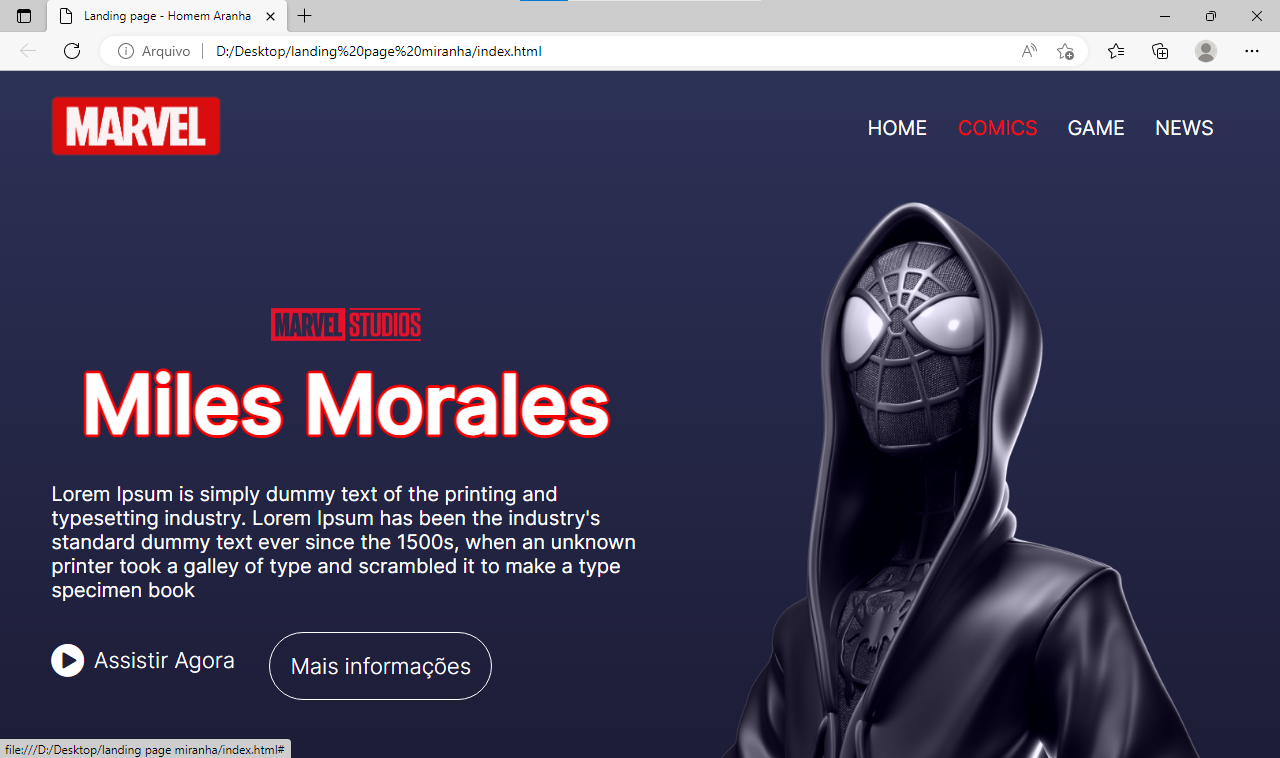 Landing page - Homem Aranha
Arquivo
D:/Desktop/landing%20page%20miranha/index.html
MARVEL
HOME COMICS GAME NEWS
MARVEL STUDIOS
Miles Morales
Lorem Ipsum is simply dummy text of the printing and
typesetting industry. Lorem Ipsum has been the industry's
standard dummy text ever since the 1500s, when an unknown
printer took a galley of type and scrambled it to make a type
specimen book
Assistir Agora
Mais informações
file:///D:/Desktop/landing page miranha/index.html#